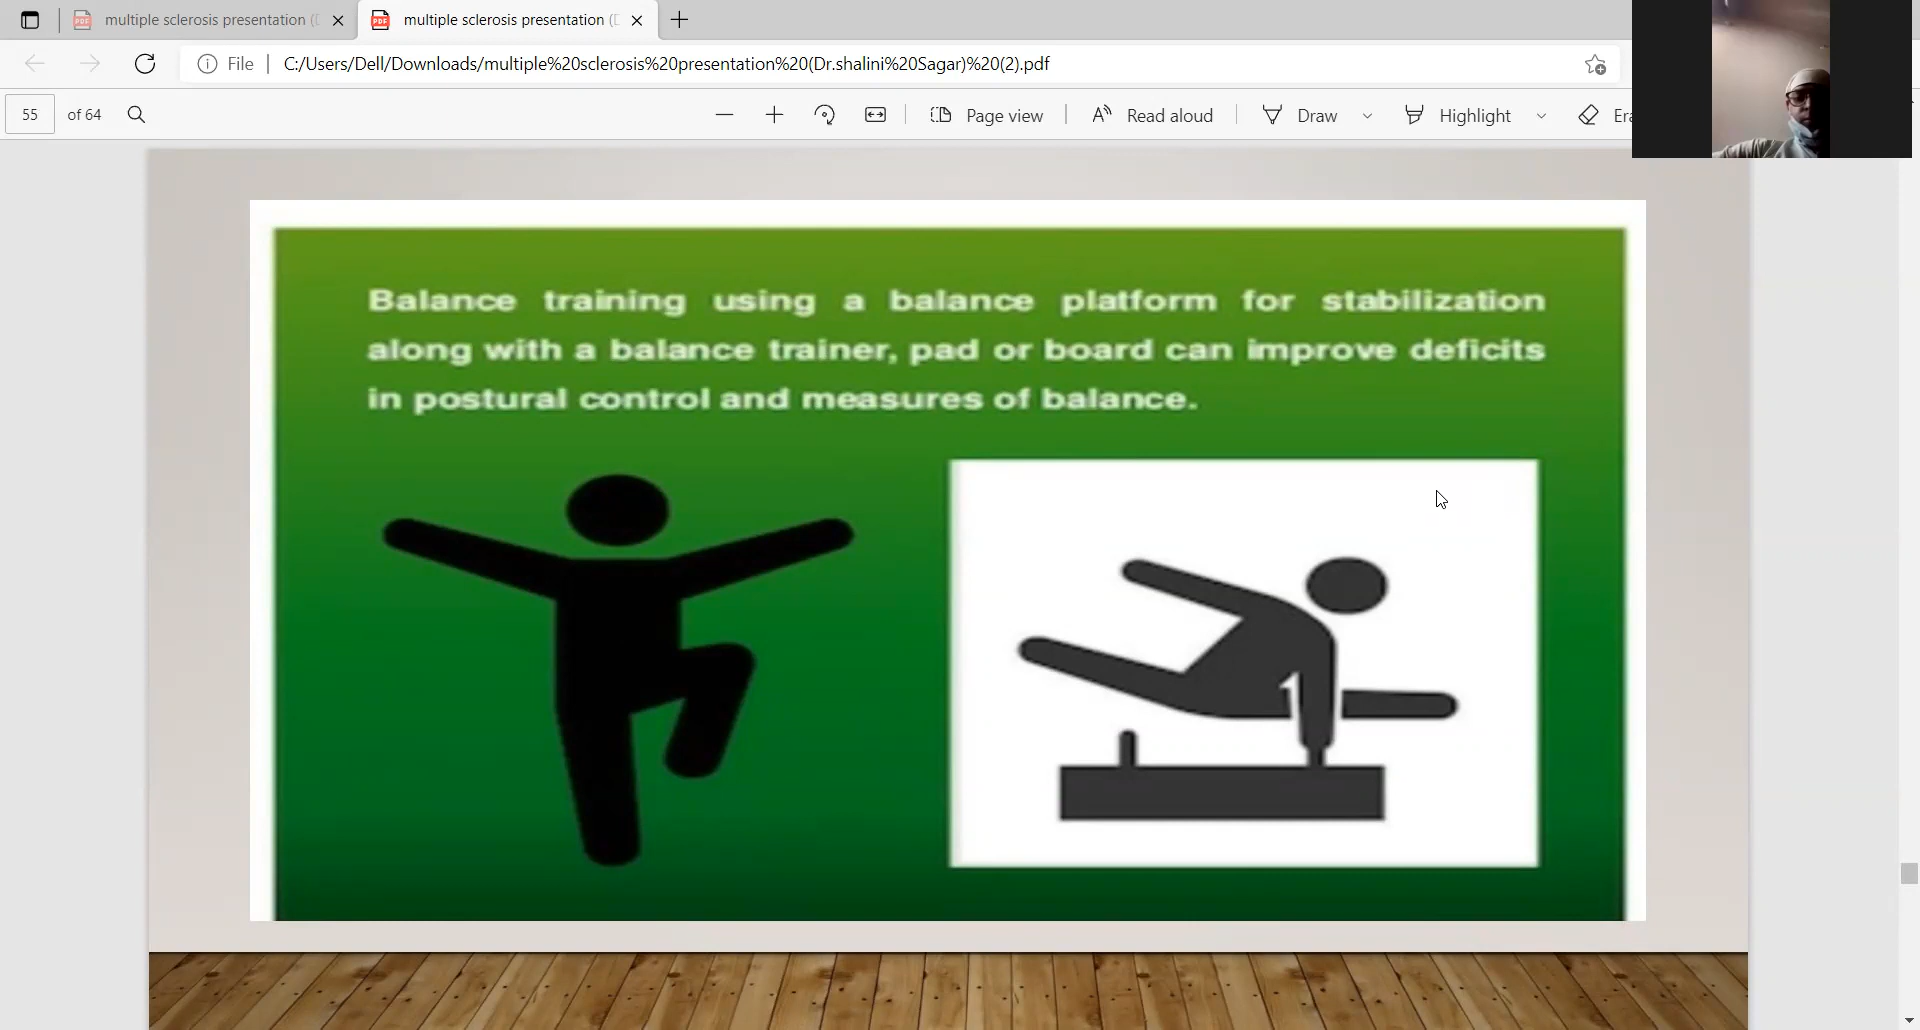 multiple sclerosis presentation (
multiple sclerosis presentation (
File
C:/Users/Dell/Downloads/multiple%20sclerosis%20presentation%20(Dr.shalini%20Sagar)%20(2).pdf
55 of 64
Page view
Read aloud
Draw
Highlight
Balance training using a balance platform for stabilization
along with a balance trainer, pad or board can improve deficits
in postural control and measures of balance.